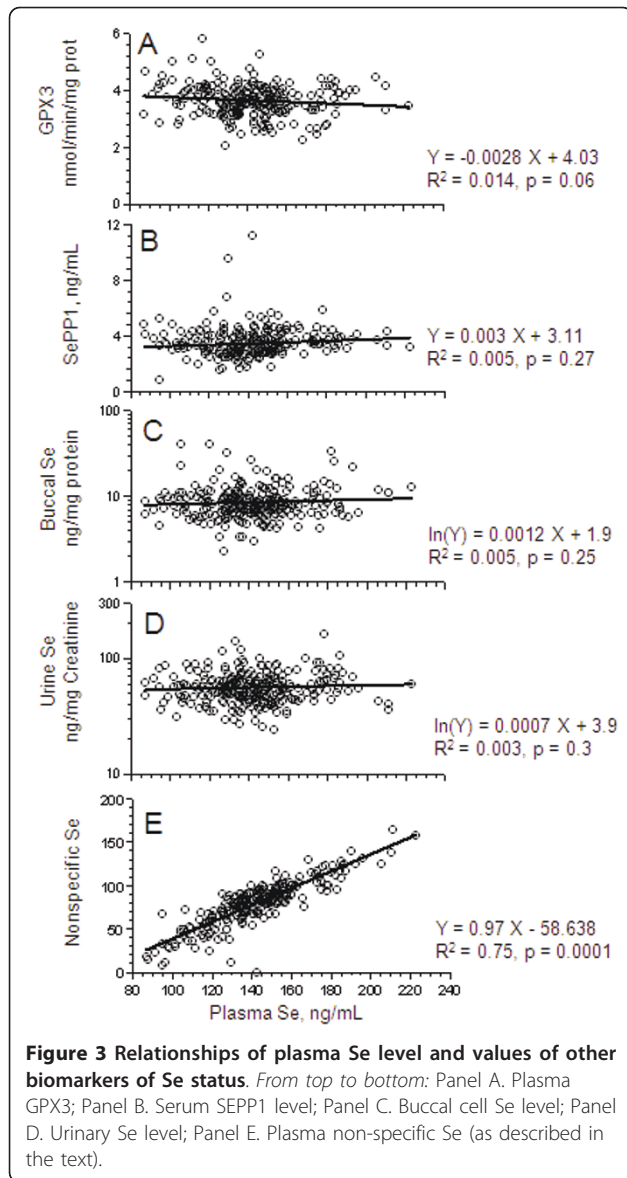 A
GPX3
nmol/min/mg prot
6
4
2
0
Y = -0.0028 X + 4.03
R² = 0.014, p = 0.06
B
SePP1, ng/mL
12
8
4
0
Y = 0.003 X + 3.11
R² = 0.005, p = 0.27
C
Buccal Se
ng/mg protein
100
10
1
ln(Y) = 0.0012 X + 1.9
R² = 0.005, p = 0.25
D
Urine Se
ng/mg Creatinine
300
100
10
ln(Y) = 0.0007 X + 3.9
R² = 0.003, p = 0.3
E
Nonspecific Se
200
150
100
50
0
Y = 0.97 X - 58.638
R² = 0.75, p = 0.0001
80 100 120 140 160 180 200 220 240
Plasma Se, ng/mL
Figure 3 Relationships of plasma Se level and values of other
biomarkers of Se status. From top to bottom: Panel A. Plasma
GPX3; Panel B. Serum SEPP1 level; Panel C. Buccal cell Se level; Panel
D. Urinary Se level; Panel E. Plasma non-specific Se (as described in
the text).